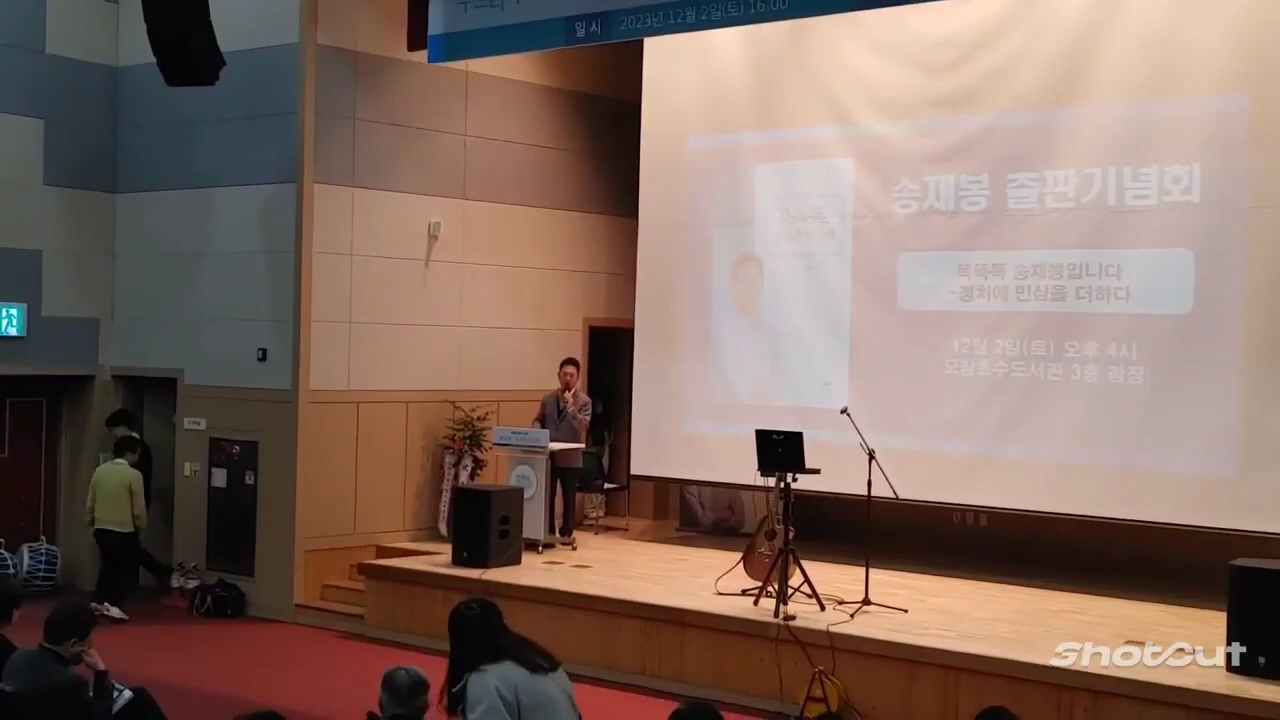 일시 2023년 12월 2일(토) 16:00
송재봉 출판기념회
똑똑똑 송재봉입니다
-정치에 민심을 더하다
12월 2일(토) 오후 4시
오창호수도서관 3층 광장
ShotCut